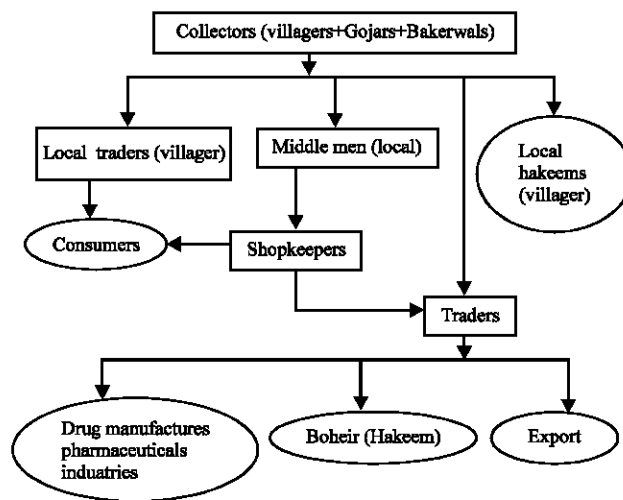 Collectors (villagers+Gojars+Bakerwals)
Local traders (villager)
Middle men (local)
Local
hakeems
(villager)
Consumers
Shopkeepers
Traders
Drug manufactures
pharmaceuticals
induatries
Boheir (Hakeem)
Export